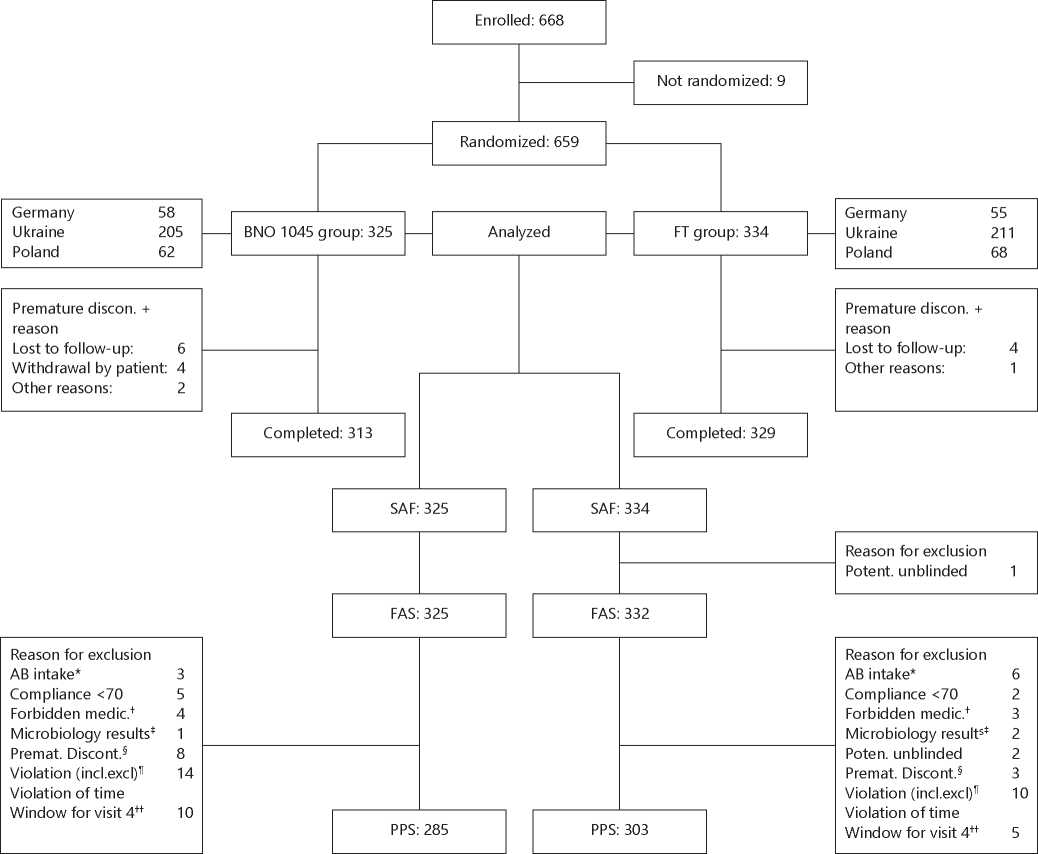 Enrolled: 668
Not randomized: 9
Randomized: 659
Germany 58
Ukraine 205
Poland 62
BNO 1045 group: 325
Analyzed
FT group: 334
Germany 55
Ukraine 211
Poland 68
Premature discon. +
reason
Lost to follow-up: 6
Withdrawal by patient: 4
Other reasons: 2
Premature discon. +
reason
Lost to follow-up: 4
Other reasons: 1
Completed: 313
Completed: 329
SAF: 325
SAF: 334
Reason for exclusion
Potent. unblinded 1
FAS: 325
FAS: 332
Reason for exclusion
AB intake* 3
Compliance <70 5
Forbidden medic.† 4
Microbiology results‡ 1
Premat. Discont.§ 8
Violation (incl.excl)¶ 14
Violation of time
Window for visit 4†† 10
Reason for exclusion
AB intake* 6
Compliance <70 2
Forbidden medic.† 3
Microbiology results‡ 2
Poten. unblinded 2
Premat. Discont.§ 3
Violation (incl.excl)¶ 10
Violation of time
Window for visit 4†† 5
PPS: 285
PPS: 303